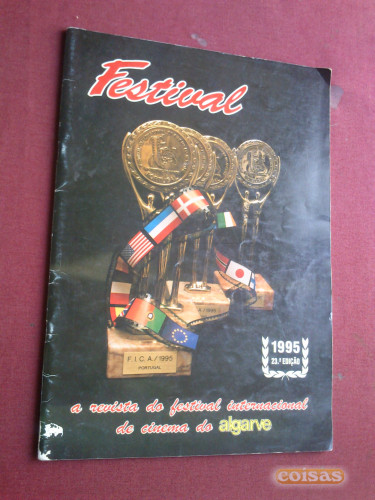 Festival
F.I.C.A./1995
PORTUGAL
1995
23.ª EDIÇÃO
a revista do festival internacional
de cinema do algarve
coisas